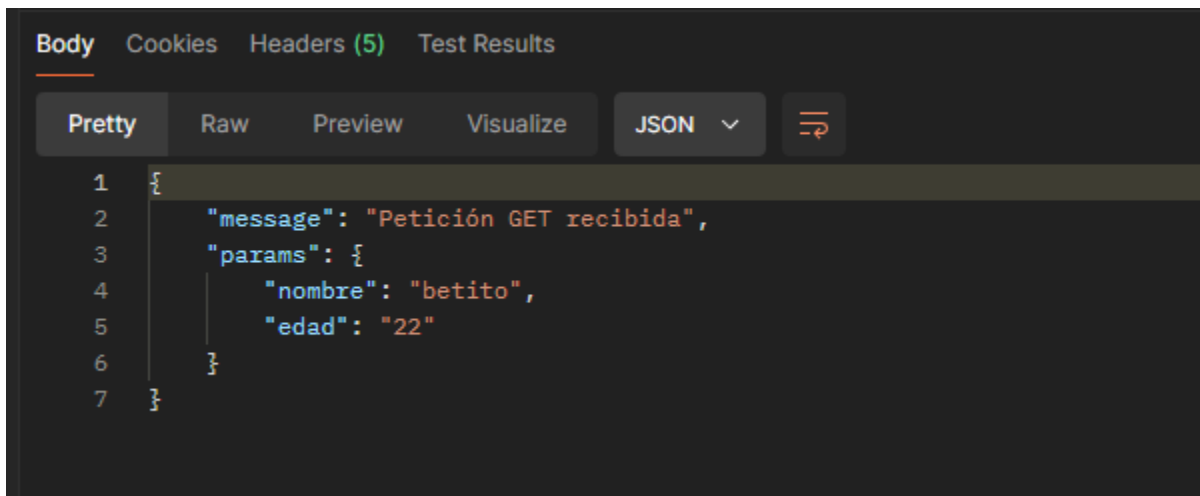 Body Cookies Headers (5) Test Results
Pretty Raw Preview Visualize JSON
1 {
2 "message": "Petición GET recibida",
3 "params": {
4 "nombre": "betito",
5 "edad": "22"
6 }
7 }